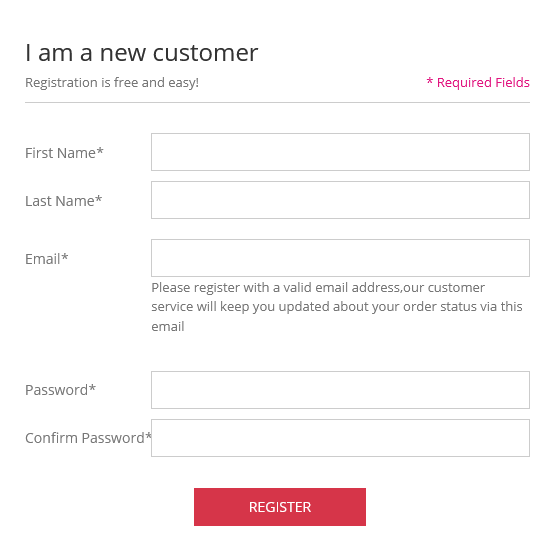 I am a new customer
Registration is free and easy!
* Required Fields
First Name*
Last Name*
Email*
Please register with a valid email address,our customer
service will keep you updated about your order status via this
email
Password*
Confirm Password*
REGISTER